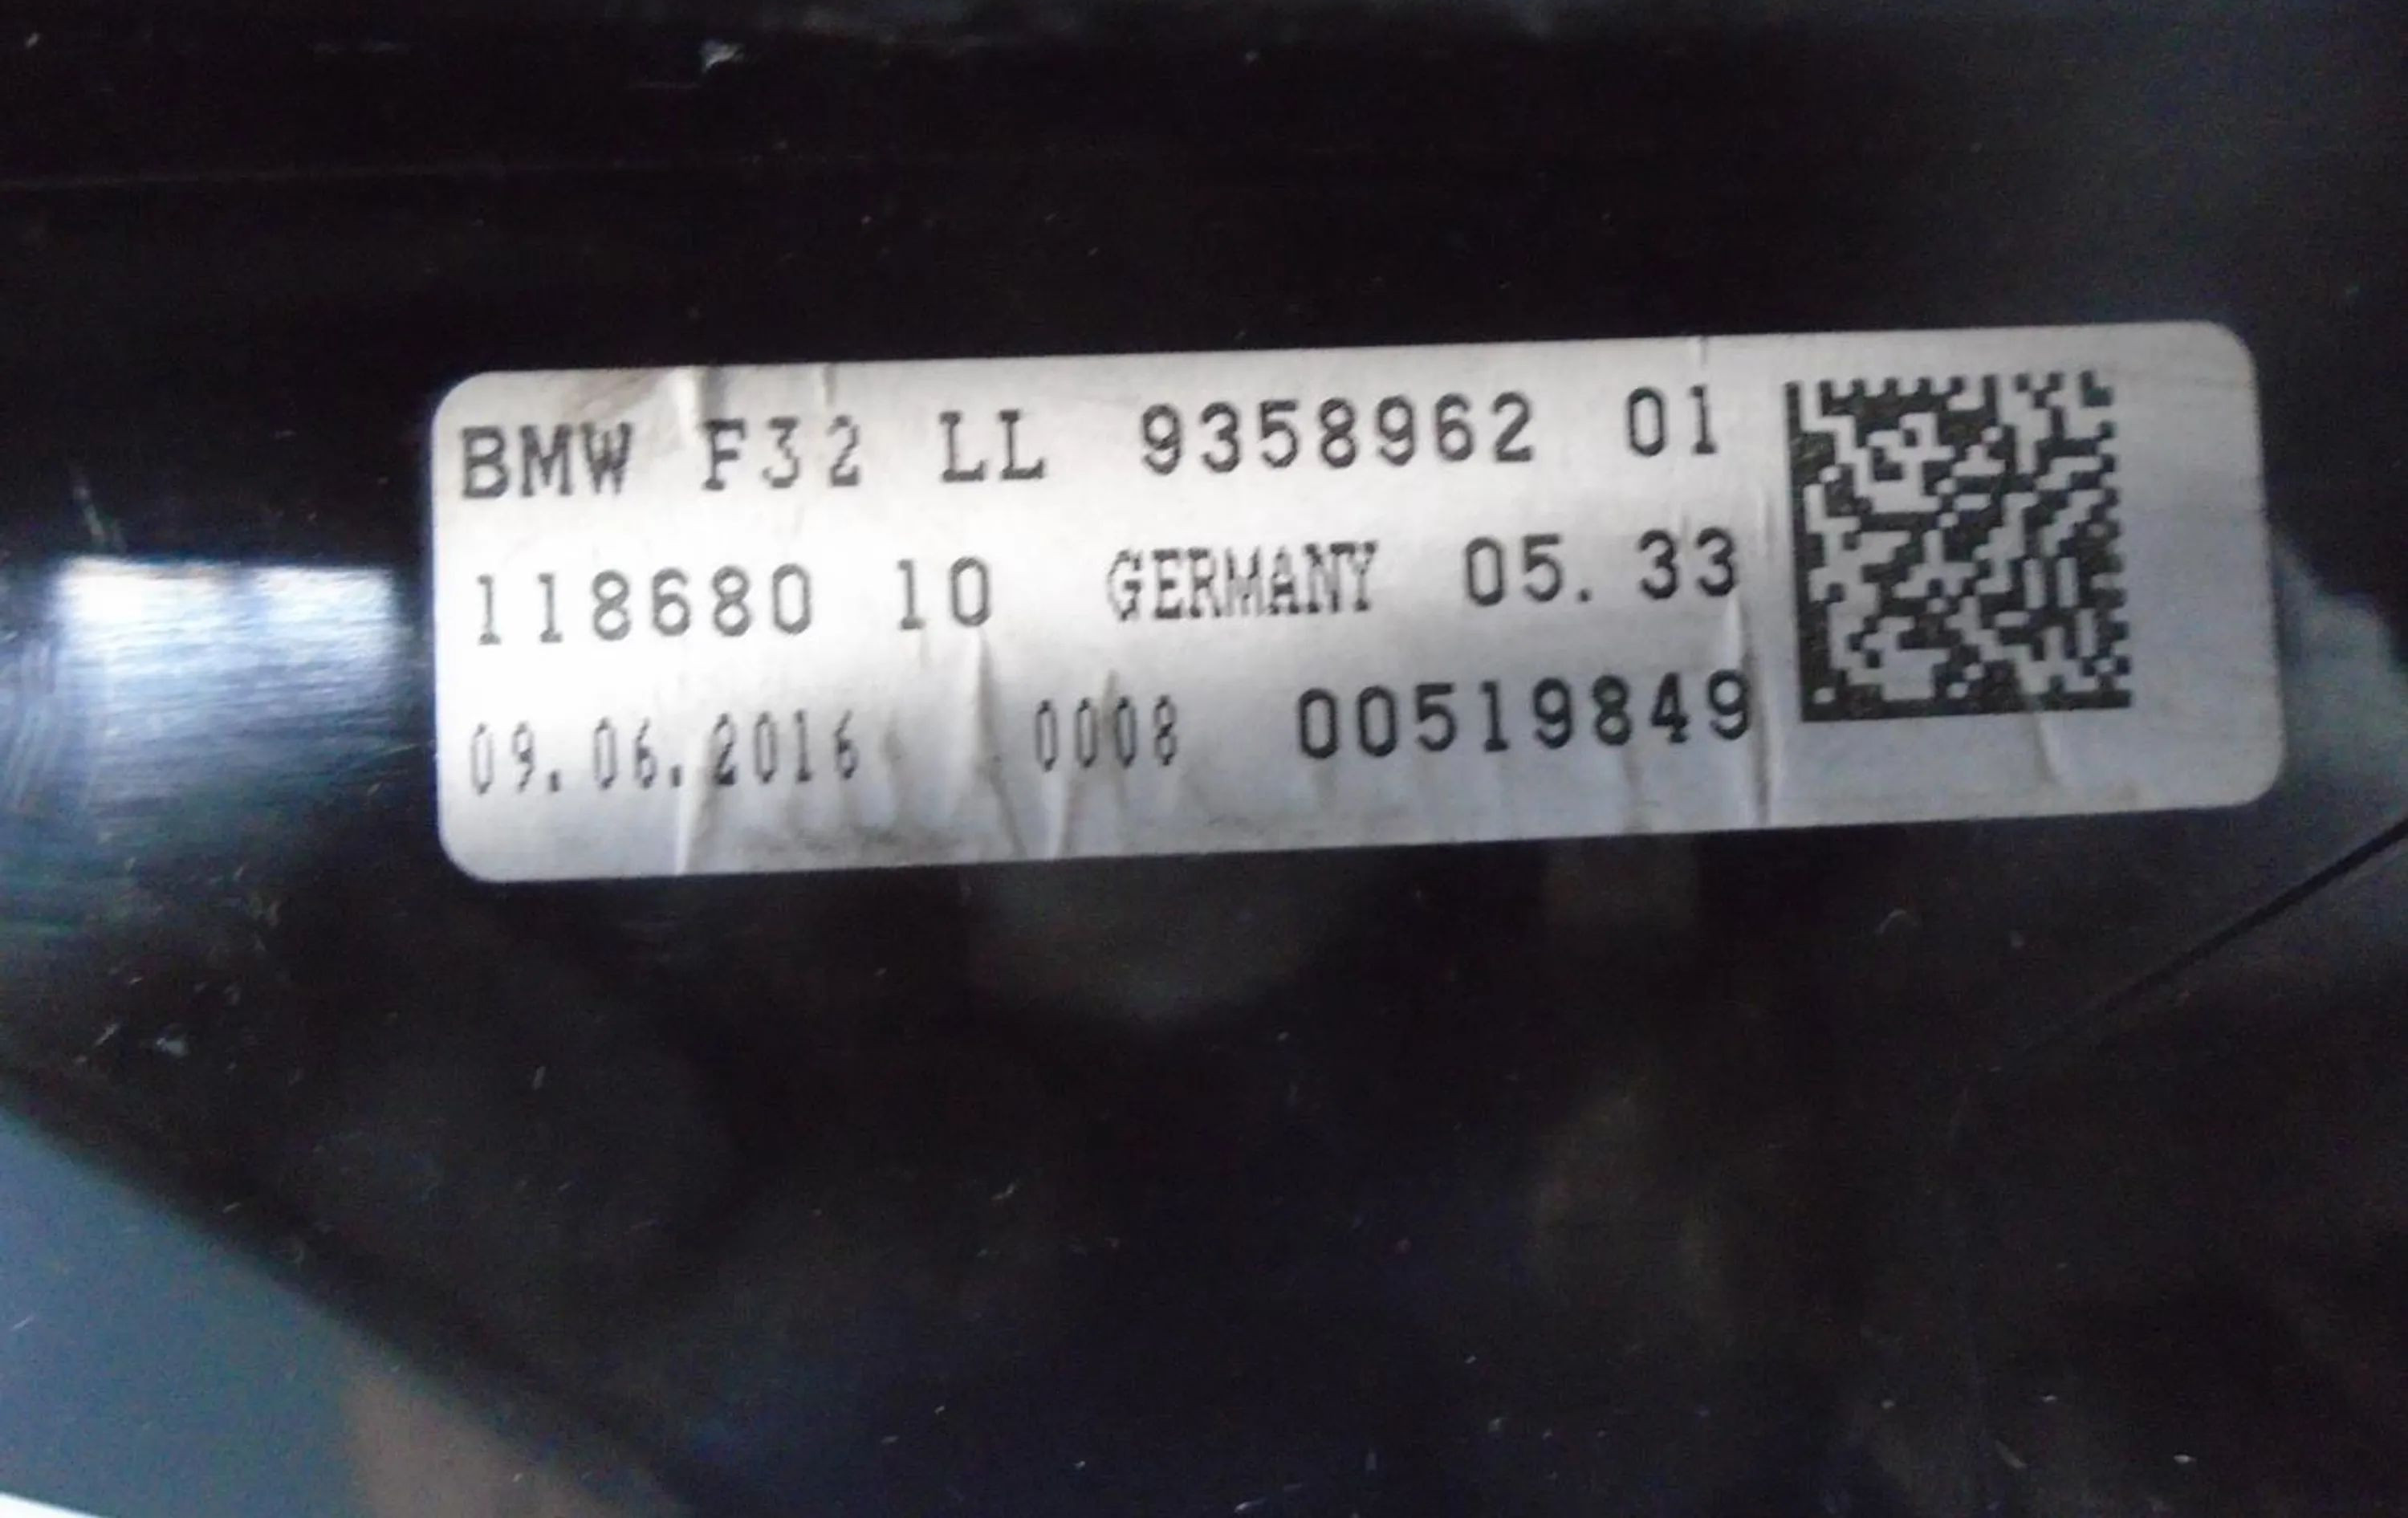 BMW F32 LL 9358962 01
118680 10 GERMANY 05.33
09.06.2016 0008 00519849